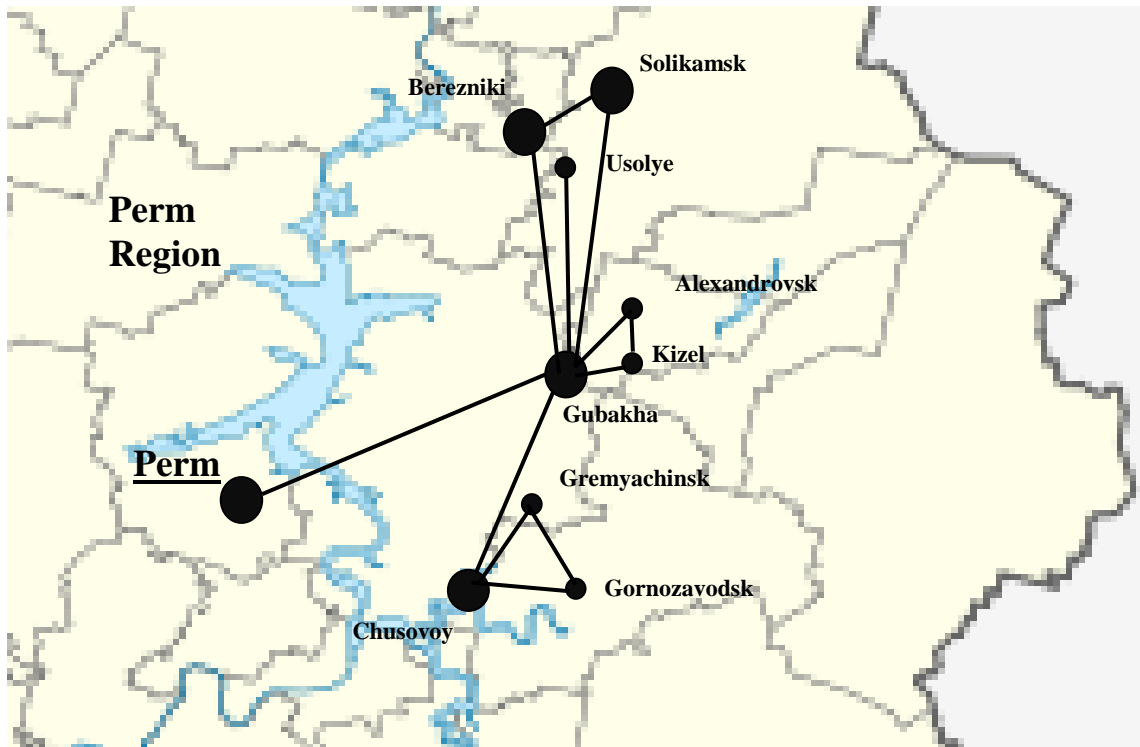 Solikamsk
Berezniki
Usolye
Perm
Region
Alexandrovsk
Kizel
Gubakha
Perm
Gremyachinsk
Gornozavodsk
Chusovoy